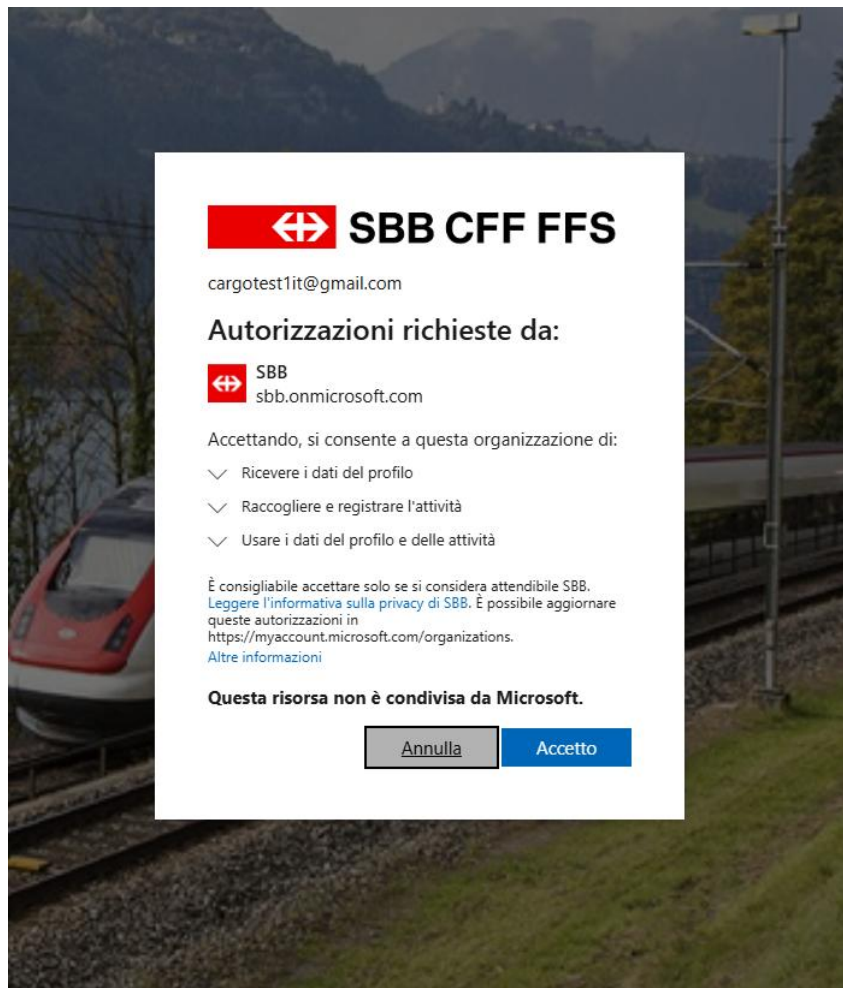 SBB CFF FFS
cargotest1it@gmail.com
Autorizzazioni richieste da:
SBB
sbb.onmicrosoft.com
Accettando, si consente a questa organizzazione di:
Ricevere i dati del profilo
Raccogliere e registrare l'attività
Usare i dati del profilo e delle attività
È consigliabile accettare solo se si considera attendibile SBB.
Leggere l'informativa sulla privacy di SBB. È possibile aggiornare
queste autorizzazioni in
https://myaccount.microsoft.com/organizations.
Altre informazioni
Questa risorsa non è condivisa da Microsoft.
Annulla Accetto